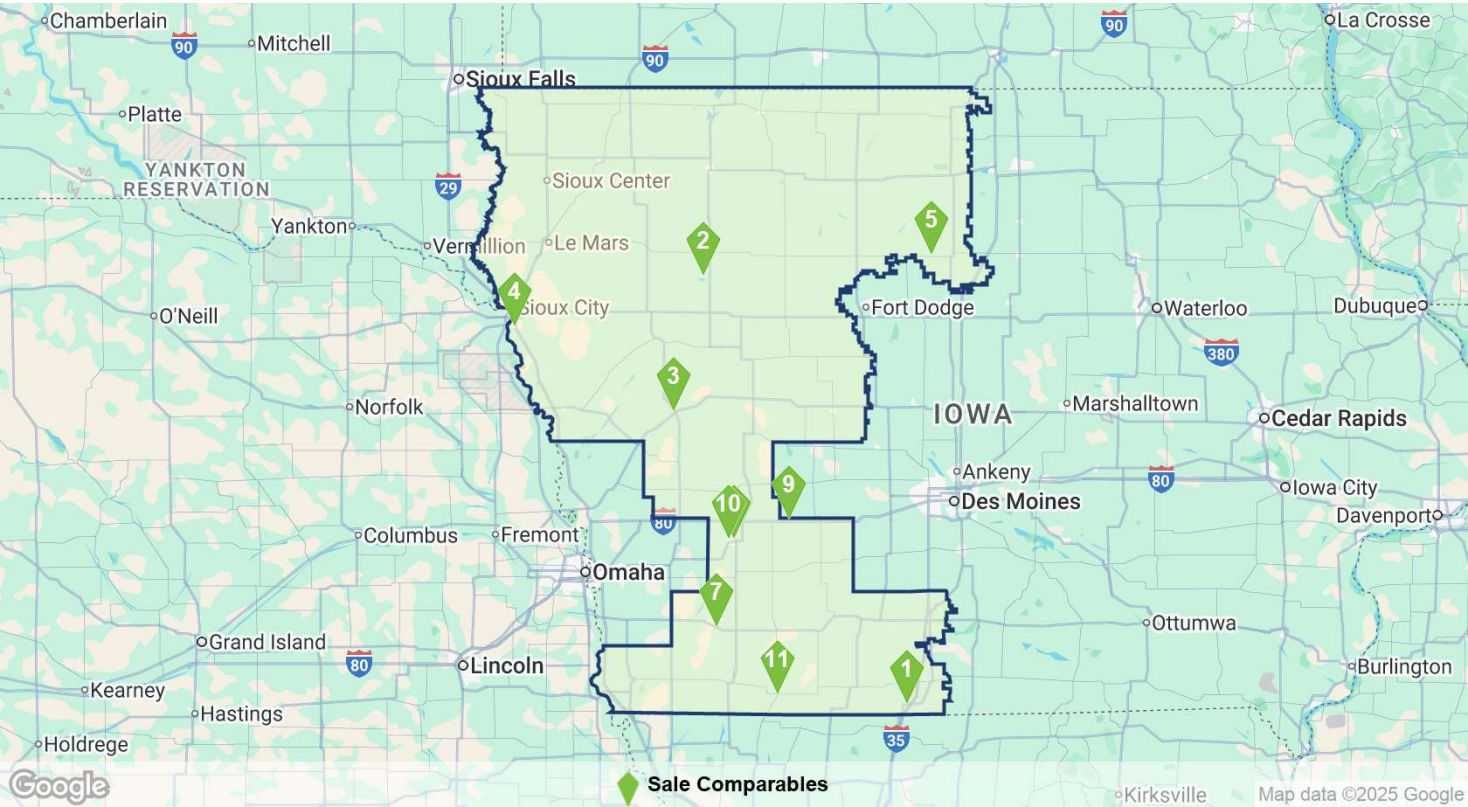 Chamberlain
90
Mitchell
90
Sioux Falls
90
La Crosse
Platte
YANKTON
RESERVATION
29
Sioux Center
Yankton
Vermillion
Le Mars
2
5
4
Sioux City
O'Neill
Fort Dodge
Waterloo
Dubuque
380
3
Norfolk
IOWA
Marshalltown
Cedar Rapids
Ankeny
80
9
Iowa City
Des Moines
10
80
Davenport
Columbus
Fremont
Omaha
7
Grand Island
80
Lincoln
Ottumwa
11
1
Burlington
Kearney
Hastings
35
Holdrege
Google
Sale Comparables
Kirksville
Map data ©2025 Google